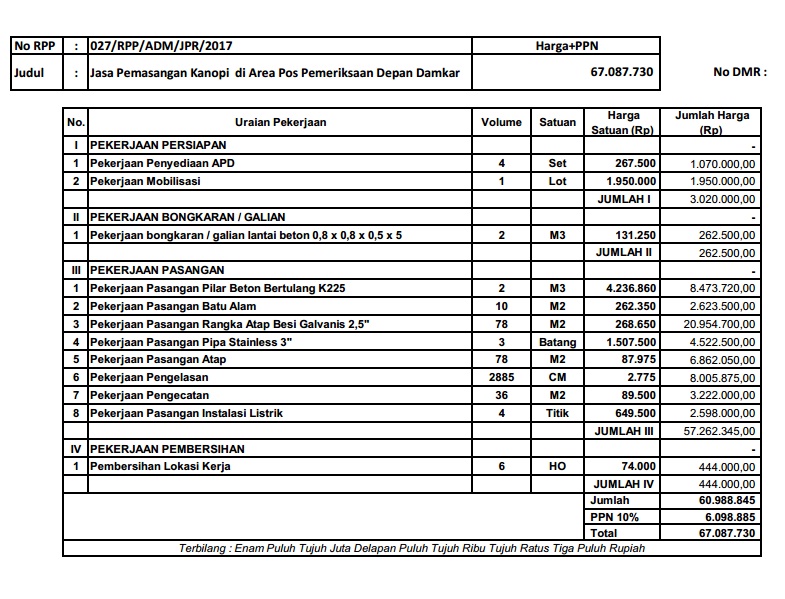 No RPP : 027/RPP/ADM/JPR/2017 Harga+PPN
Judul : Jasa Pemasangan Kanopi di Area Pos Pemeriksaan Depan Damkar 67.087.730 No DMR :
No. Uraian Pekerjaan Volume Satuan Harga Satuan (Rp) Jumlah Harga (Rp)
I PEKERJAAN PERSIAPAN -
1 Pekerjaan Penyediaan APD 4 Set 267.500 1.070.000,00
2 Pekerjaan Mobilisasi 1 Lot 1.950.000 1.950.000,00
JUMLAH I 3.020.000,00
II PEKERJAAN BONGKARAN / GALIAN -
1 Pekerjaan bongkaran / galian lantai beton 0,8 x 0,8 x 0,5 x 5 2 M3 131.250 262.500,00
JUMLAH II 262.500,00
III PEKERJAAN PASANGAN -
1 Pekerjaan Pasangan Pilar Beton Bertulang K225 2 M3 4.236.860 8.473.720,00
2 Pekerjaan Pasangan Batu Alam 10 M2 262.350 2.623.500,00
3 Pekerjaan Pasangan Rangka Atap Besi Galvanis 2,5" 78 M2 268.650 20.954.700,00
4 Pekerjaan Pasangan Pipa Stainless 3" 3 Batang 1.507.500 4.522.500,00
5 Pekerjaan Pasangan Atap 78 M2 87.975 6.862.050,00
6 Pekerjaan Pengelasan 2885 CM 2.775 8.005.875,00
7 Pekerjaan Pengecatan 36 M2 89.500 3.222.000,00
8 Pekerjaan Pasangan Instalasi Listrik 4 Titik 649.500 2.598.000,00
JUMLAH III 57.262.345,00
IV PEKERJAAN PEMBERSIHAN -
1 Pembersihan Lokasi Kerja 6 HO 74.000 444.000,00
JUMLAH IV 444.000,00
Jumlah 60.988.845
PPN 10% 6.098.885
Total 67.087.730
Terbilang : Enam Puluh Tujuh Juta Delapan Puluh Tujuh Ribu Tujuh Ratus Tiga Puluh Rupiah